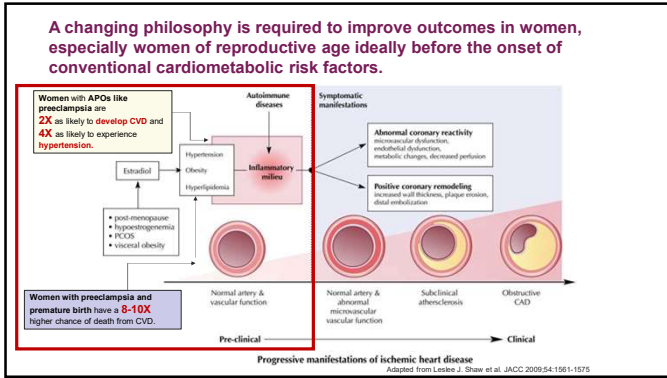 A changing philosophy is required to improve outcomes in women,
especially women of reproductive age ideally before the onset of
conventional cardiometabolic risk factors.
Women with APOs like
preeclampsia are
2X as likely to develop CVD and
4X as likely to experience
hypertension.
Autoimmune
diseases
Symptomatic
manifestations
Abnormal coronary reactivity
microvascular dysfunction,
endothelial dysfunction,
metabolic changes, decreased perfusion
Hypertension
Obesity
Hyperlipidemia
Inflammatory
milieu
Estradiol
Positive coronary remodeling
increased wall thickness, plaque erosion,
distal embolization
• post-menopause
• hypoestrogenemia
• PCOS
• visceral obesity
Women with preeclampsia and
premature birth have a 8-10X
higher chance of death from CVD.
Normal artery &
vascular function
Normal artery &
abnormal
microvascular
vascular function
Subclinical
athersclerosis
Obstructive
CAD
Pre-clinical
Clinical
Progressive manifestations of ischemic heart disease
Adapted from Leslee J. Shaw et al. JACC 2009;54:1561-1575